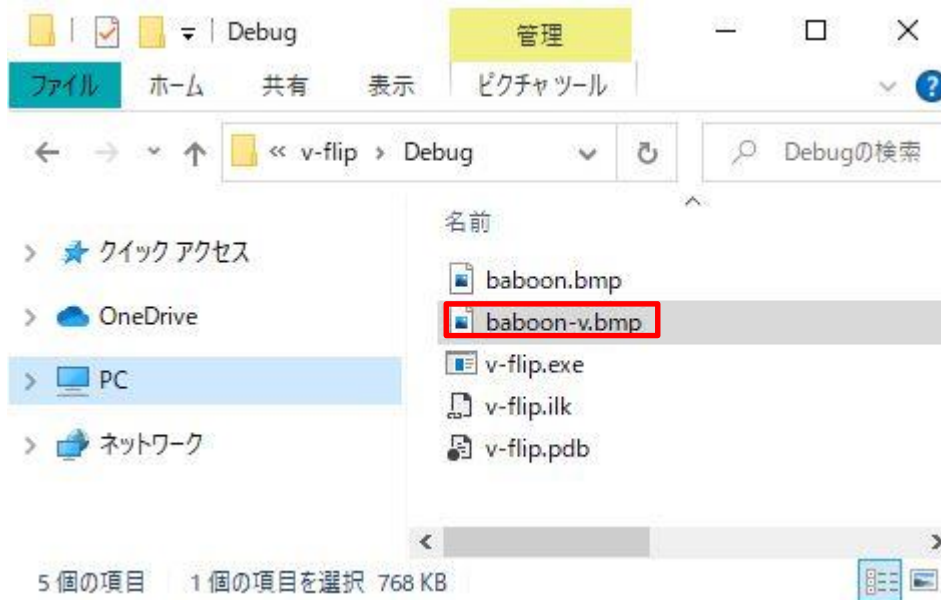 Debug
管理
ファイル ホーム 共有 表示 ピクチャ ツール
« v-flip > Debug Debugの検索
名前
クイック アクセス
OneDrive
PC
ネットワーク
baboon.bmp
baboon-v.bmp
v-flip.exe
v-flip.ilk
v-flip.pdb
5 個の項目 1 個の項目を選択 768 KB